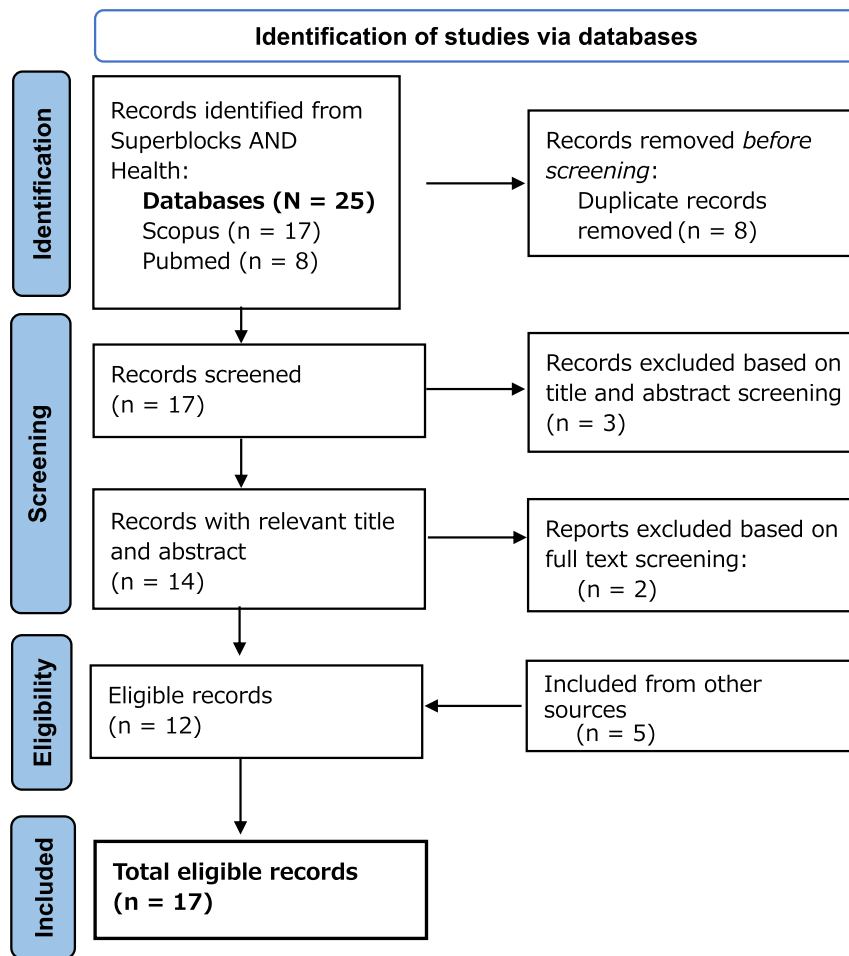 Identification of studies via databases
Identification
Records identified from
Superblocks AND
Health:
Databases (N = 25)
Scopus (n = 17)
Pubmed (n = 8)
Records removed before
screening:
Duplicate records
removed (n = 8)
Screening
Records screened
(n = 17)
Records excluded based on
title and abstract screening
(n = 3)
Records with relevant title
and abstract
(n = 14)
Reports excluded based on
full text screening:
(n = 2)
Eligibility
Eligible records
(n = 12)
Included from other
sources
(n = 5)
Included
Total eligible records
(n = 17)